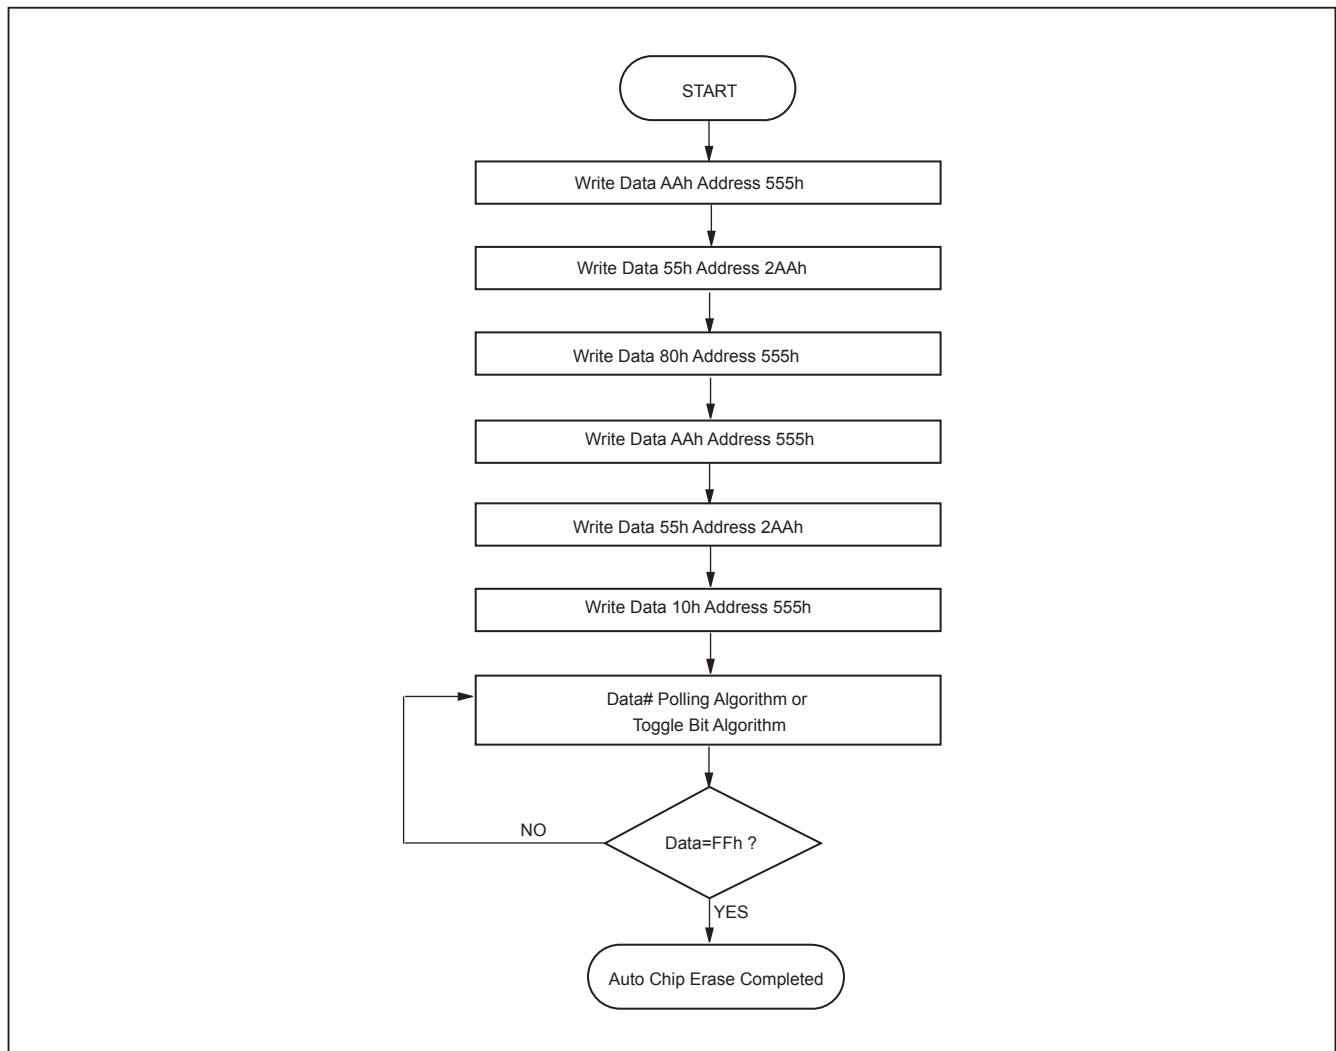 START
Write Data AAh Address 555h
Write Data 55h Address 2AAh
Write Data 80h Address 555h
Write Data AAh Address 555h
Write Data 55h Address 2AAh
Write Data 10h Address 555h
Data# Polling Algorithm or
Toggle Bit Algorithm
NO
Data=FFh ?
YES
Auto Chip Erase Completed